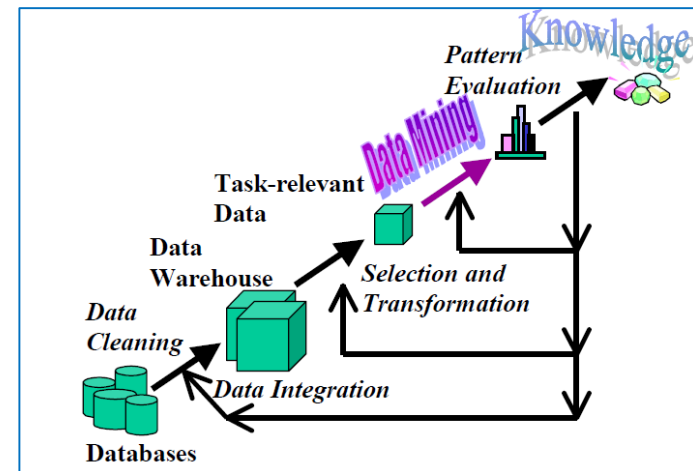 Knowledge
Pattern
Evaluation
Data Mining
Task-relevant
Data
Data
Warehouse
Selection and
Transformation
Data
Cleaning
Data Integration
Databases